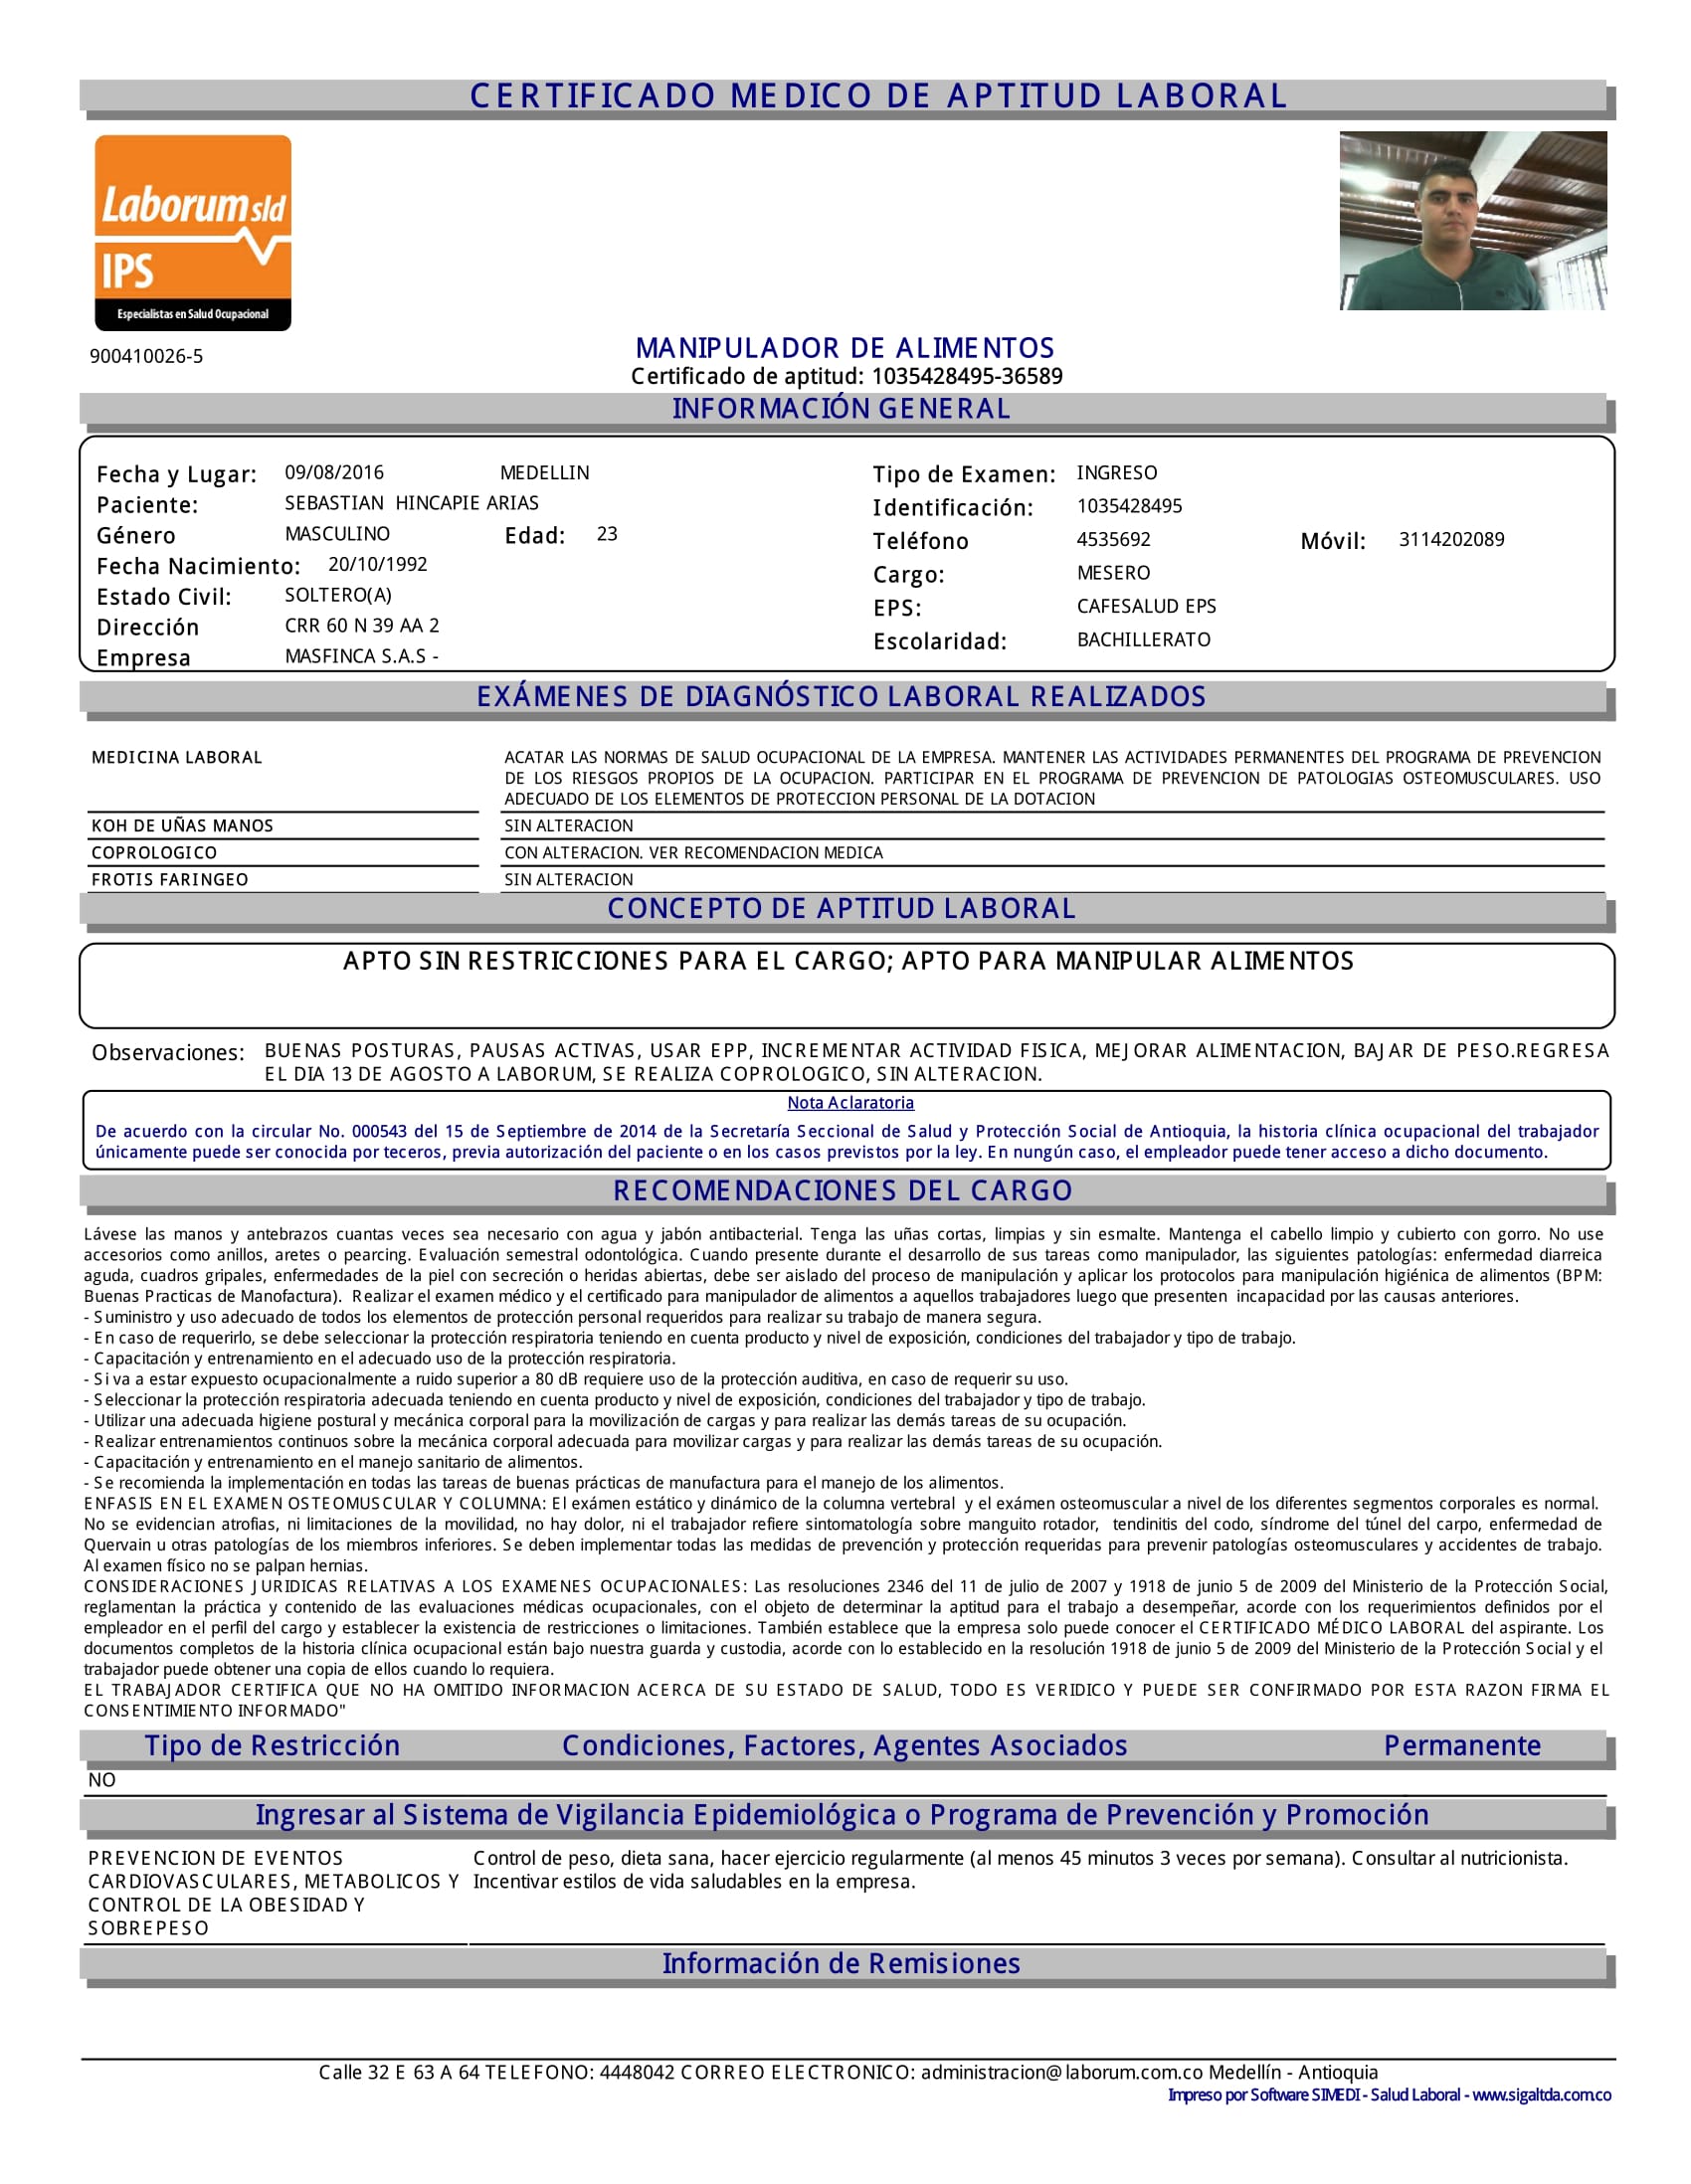 CERTIFICADO MEDICO DE APTITUD LABORAL
Laborum sld
IPS
Especialistas en Salud Ocupacional
900410026-5
MANIPULADOR DE ALIMENTOS
Certificado de aptitud: 1035428495-36589
INFORMACIÓN GENERAL
Fecha y Lugar: 09/08/2016 MEDELLIN Tipo de Examen: INGRESO
Paciente: SEBASTIAN HINCAPIE ARIAS Identificación: 1035428495
Género MASCULINO Edad: 23 Teléfono 4535692 Móvil: 3114202089
Fecha Nacimiento: 20/10/1992 Cargo: MESERO
Estado Civil: SOLTERO(A) EPS: CAFESALUD EPS
Dirección CRR 60 N 39 AA 2 Escolaridad: BACHILLERATO
Empresa MASFINCA S.A.S -
EXÁMENES DE DIAGNÓSTICO LABORAL REALIZADOS
MEDICINA LABORAL ACATAR LAS NORMAS DE SALUD OCUPACIONAL DE LA EMPRESA. MANTENER LAS ACTIVIDADES PERMANENTES DEL PROGRAMA DE PREVENCION
DE LOS RIESGOS PROPIOS DE LA OCUPACION. PARTICIPAR EN EL PROGRAMA DE PREVENCION DE PATOLOGIAS OSTEOMUSCULARES. USO
ADECUADO DE LOS ELEMENTOS DE PROTECCION PERSONAL DE LA DOTACION
KOH DE UÑAS MANOS SIN ALTERACION
COPROLOGICO CON ALTERACION. VER RECOMENDACION MEDICA
FROTIS FARINGEO SIN ALTERACION
CONCEPTO DE APTITUD LABORAL
APTO SIN RESTRICCIONES PARA EL CARGO; APTO PARA MANIPULAR ALIMENTOS
Observaciones: BUENAS POSTURAS, PAUSAS ACTIVAS, USAR EPP, INCREMENTAR ACTIVIDAD FISICA, MEJORAR ALIMENTACION, BAJAR DE PESO.REGRESA
EL DIA 13 DE AGOSTO A LABORUM, SE REALIZA COPROLOGICO, SIN ALTERACION.
Nota Aclaratoria
De acuerdo con la circular No. 000543 del 15 de Septiembre de 2014 de la Secretaría Seccional de Salud y Protección Social de Antioquia, la historia clínica ocupacional del trabajador
únicamente puede ser conocida por teceros, previa autorización del paciente o en los casos previstos por la ley. En nungún caso, el empleador puede tener acceso a dicho documento.
RECOMENDACIONES DEL CARGO
Lávese las manos y antebrazos cuantas veces sea necesario con agua y jabón antibacterial. Tenga las uñas cortas, limpias y sin esmalte. Mantenga el cabello limpio y cubierto con gorro. No use
accesorios como anillos, aretes o pearcing. Evaluación semestral odontológica. Cuando presente durante el desarrollo de sus tareas como manipulador, las siguientes patologías: enfermedad diarreica
aguda, cuadros gripales, enfermedades de la piel con secreción o heridas abiertas, debe ser aislado del proceso de manipulación y aplicar los protocolos para manipulación higiénica de alimentos (BPM:
Buenas Practicas de Manofactura). Realizar el examen médico y el certificado para manipulador de alimentos a aquellos trabajadores luego que presenten incapacidad por las causas anteriores.
- Suministro y uso adecuado de todos los elementos de protección personal requeridos para realizar su trabajo de manera segura.
- En caso de requerirlo, se debe seleccionar la protección respiratoria teniendo en cuenta producto y nivel de exposición, condiciones del trabajador y tipo de trabajo.
- Capacitación y entrenamiento en el adecuado uso de la protección respiratoria.
- Si va a estar expuesto ocupacionalmente a ruido superior a 80 dB requiere uso de la protección auditiva, en caso de requerir su uso.
- Seleccionar la protección respiratoria adecuada teniendo en cuenta producto y nivel de exposición, condiciones del trabajador y tipo de trabajo.
- Utilizar una adecuada higiene postural y mecánica corporal para la movilización de cargas y para realizar las demás tareas de su ocupación.
- Realizar entrenamientos continuos sobre la mecánica corporal adecuada para movilizar cargas y para realizar las demás tareas de su ocupación.
- Capacitación y entrenamiento en el manejo sanitario de alimentos.
- Se recomienda la implementación en todas las tareas de buenas prácticas de manufactura para el manejo de los alimentos.
ENFASIS EN EL EXAMEN OSTEOMUSCULAR Y COLUMNA: El exámen estático y dinámico de la columna vertebral y el exámen osteomuscular a nivel de los diferentes segmentos corporales es normal.
No se evidencian atrofias, ni limitaciones de la movilidad, no hay dolor, ni el trabajador refiere sintomatología sobre manguito rotador, tendinitis del codo, síndrome del túnel del carpo, enfermedad de
Quervain u otras patologías de los miembros inferiores. Se deben implementar todas las medidas de prevención y protección requeridas para prevenir patologías osteomusculares y accidentes de trabajo.
Al examen físico no se palpan hernias.
CONSIDERACIONES JURIDICAS RELATIVAS A LOS EXAMENES OCUPACIONALES: Las resoluciones 2346 del 11 de julio de 2007 y 1918 de junio 5 de 2009 del Ministerio de la Protección Social,
reglamentan la práctica y contenido de las evaluaciones médicas ocupacionales, con el objeto de determinar la aptitud para el trabajo a desempeñar, acorde con los requerimientos definidos por el
empleador en el perfil del cargo y establecer la existencia de restricciones o limitaciones. También establece que la empresa solo puede conocer el CERTIFICADO MÉDICO LABORAL del aspirante. Los
documentos completos de la historia clínica ocupacional están bajo nuestra guarda y custodia, acorde con lo establecido en la resolución 1918 de junio 5 de 2009 del Ministerio de la Protección Social y el
trabajador puede obtener una copia de ellos cuando lo requiera.
EL TRABAJADOR CERTIFICA QUE NO HA OMITIDO INFORMACION ACERCA DE SU ESTADO DE SALUD, TODO ES VERIDICO Y PUEDE SER CONFIRMADO POR ESTA RAZON FIRMA EL
CONSENTIMIENTO INFORMADO"
Tipo de Restricción Condiciones, Factores, Agentes Asociados Permanente
NO
Ingresar al Sistema de Vigilancia Epidemiológica o Programa de Prevención y Promoción
PREVENCION DE EVENTOS Control de peso, dieta sana, hacer ejercicio regularmente (al menos 45 minutos 3 veces por semana). Consultar al nutricionista.
CARDIOVASCULARES, METABOLICOS Y Incentivar estilos de vida saludables en la empresa.
CONTROL DE LA OBESIDAD Y
SOBREPESO
Información de Remisiones
Calle 32 E 63 A 64 TELEFONO: 4448042 CORREO ELECTRONICO: administracion@laborum.com.co Medellín - Antioquia
Impreso por Software SIMEDI - Salud Laboral - www.sigaltda.com.co